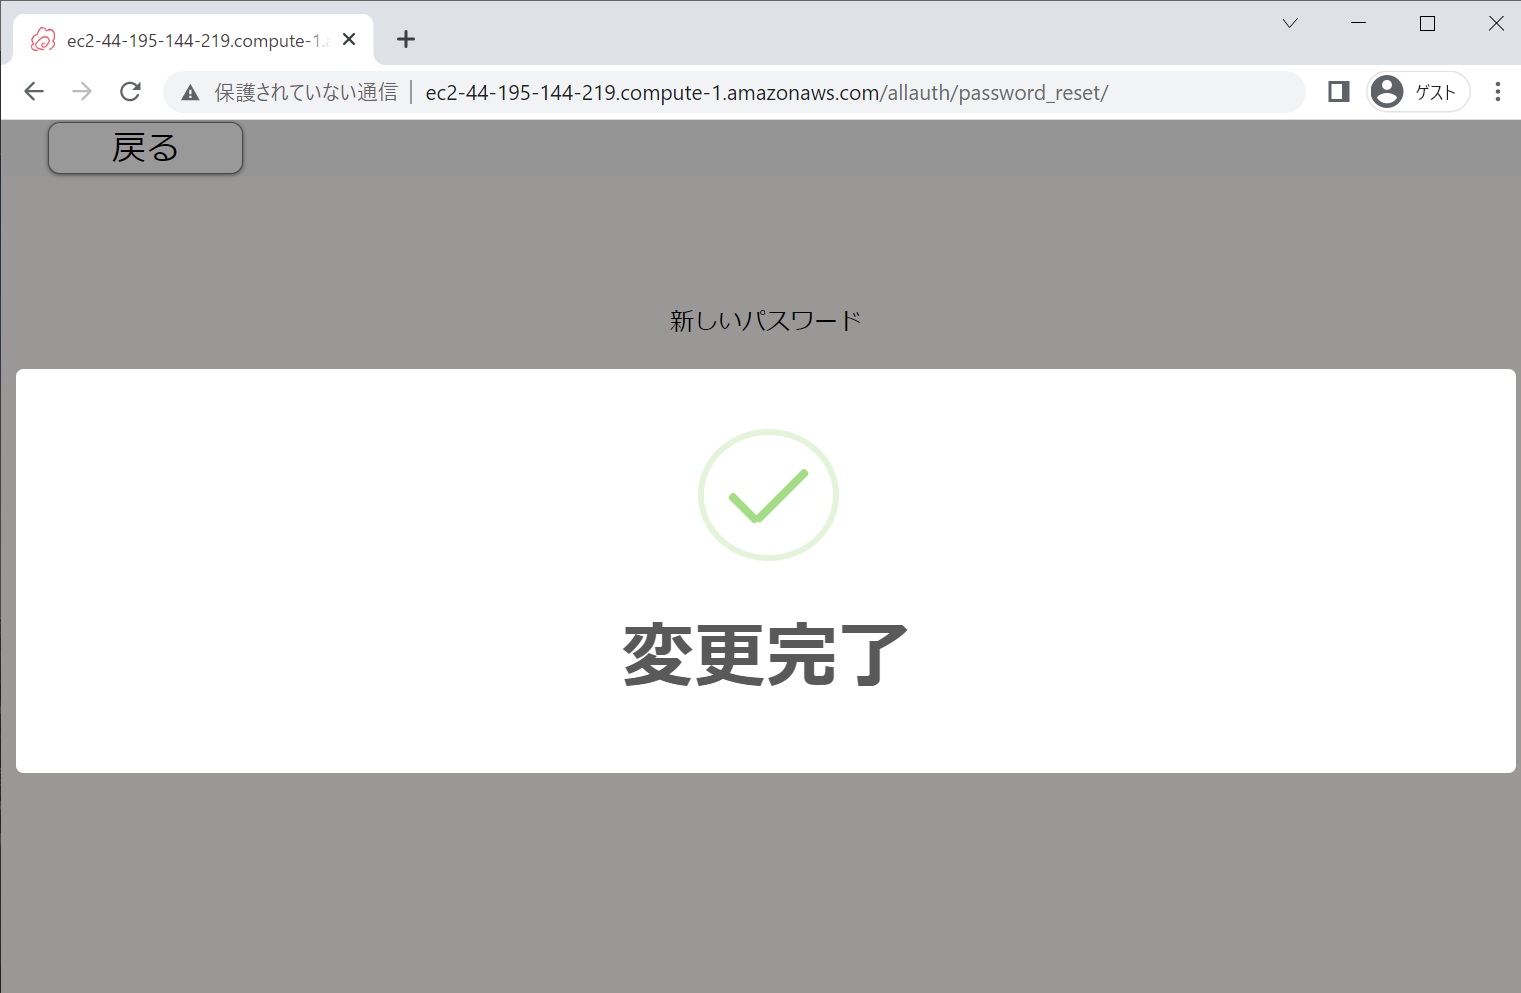 ec2-44-195-144-219.compute-1.a
保護されていない通信 | ec2-44-195-144-219.compute-1.amazonaws.com/allauth/password_reset/
ゲスト
戻る
新しいパスワード
変更完了